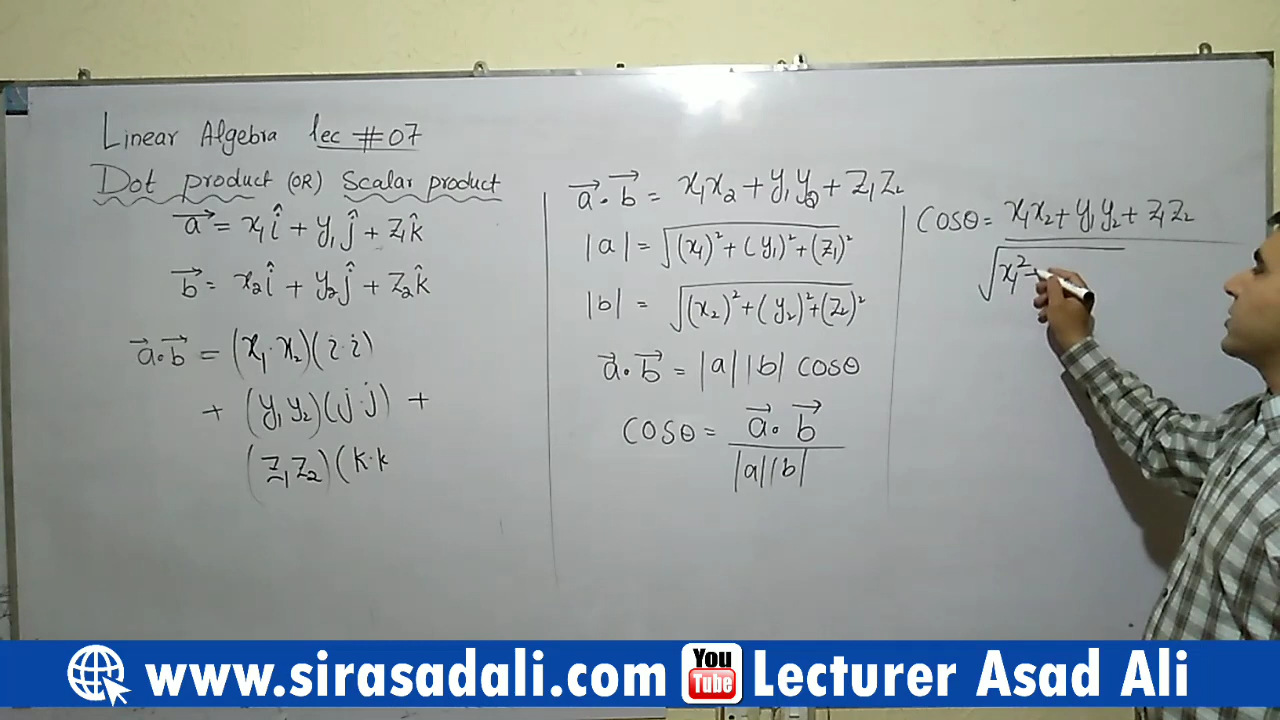 Linear Algebra lec #07
Dot product (OR) Scalar product
a⃗ = x₁î + y₁ĵ + z₁k̂
b⃗ = x₂î + y₂ĵ + z₂k̂
a⃗.b⃗ = (x₁.x₂)(i.i)
+ (y₁y₂)(j.j) +
(z₁z₂)(k.k
a⃗.b⃗ = x₁x₂ + y₁y₂ + z₁z₂
|a| = √(x₁)² + (y₁)² + (z₁)²
|b| = √(x₂)² + (y₂)² + (z₂)²
a⃗.b⃗ = |a||b| cosθ
cosθ = a⃗.b⃗
|a||b|
cosθ = x₁x₂ + y₁y₂ + z₁z₂
√x₁² +
www.sirasadali.com You Tube Lecturer Asad Ali